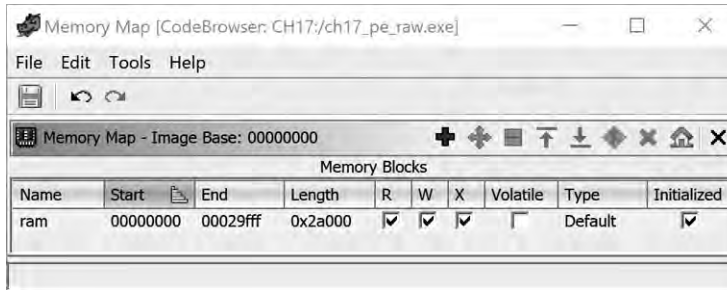 Memory Map [CodeBrowser: CH17:/ch17_pe_raw.exe]
File Edit Tools Help
Memory Map - Image Base: 00000000
Memory Blocks
Name Start End Length R W X Volatile Type Initialized
ram 00000000 00029fff 0x2a000 Default